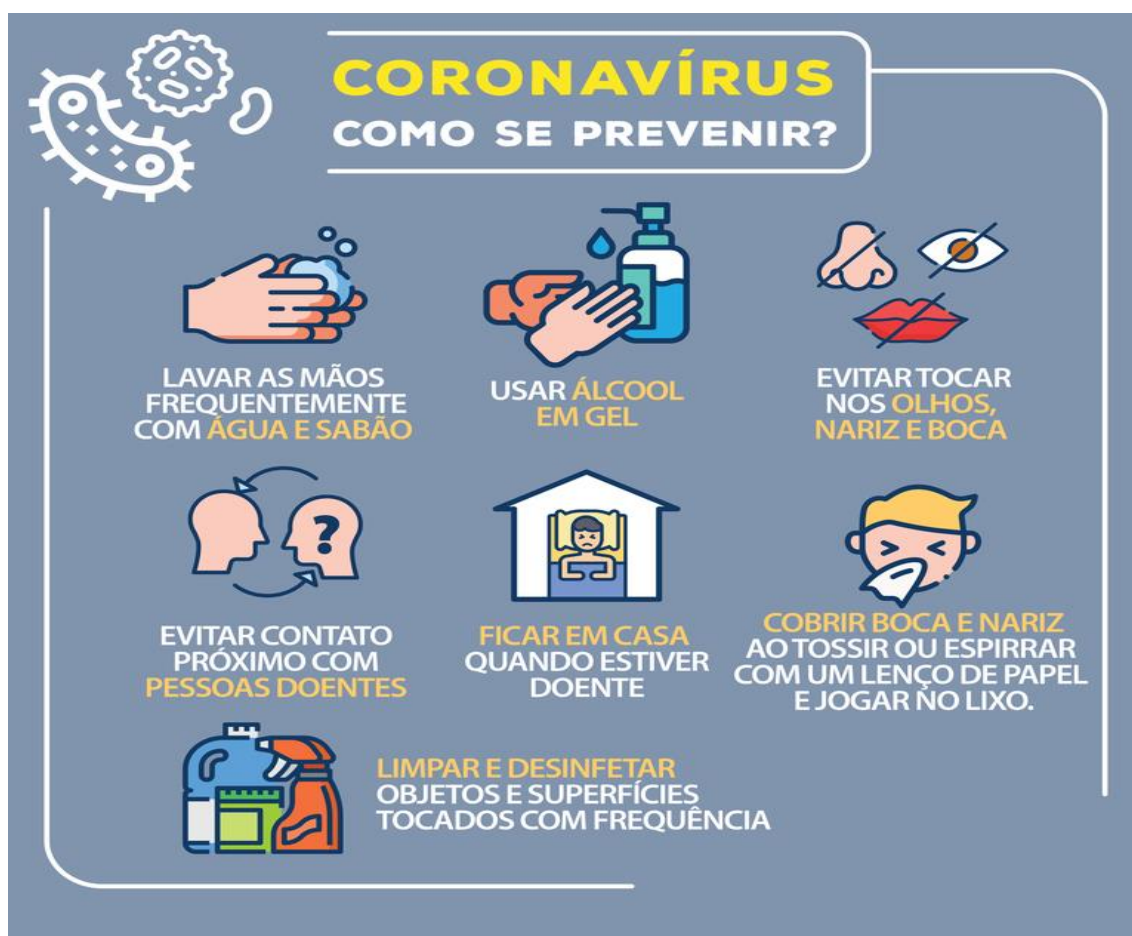 CORONAVÍRUS
COMO SE PREVENIR?
LAVAR AS MÃOS
FREQUENTEMENTE
COM ÁGUA E SABÃO
USAR ÁLCOOL
EM GEL
EVITAR TOCAR
NOS OLHOS,
NARIZ E BOCA
?
EVITAR CONTATO
PRÓXIMO COM
PESSOAS DOENTES
FICAR EM CASA
QUANDO ESTIVER
DOENTE
COBRIR BOCA E NARIZ
AO TOSSIR OU ESPIRRAR
COM UM LENÇO DE PAPEL
E JOGAR NO LIXO.
LIMPAR E DESINFETAR
OBJETOS E SUPERFÍCIES
TOCADOS COM FREQUÊNCIA